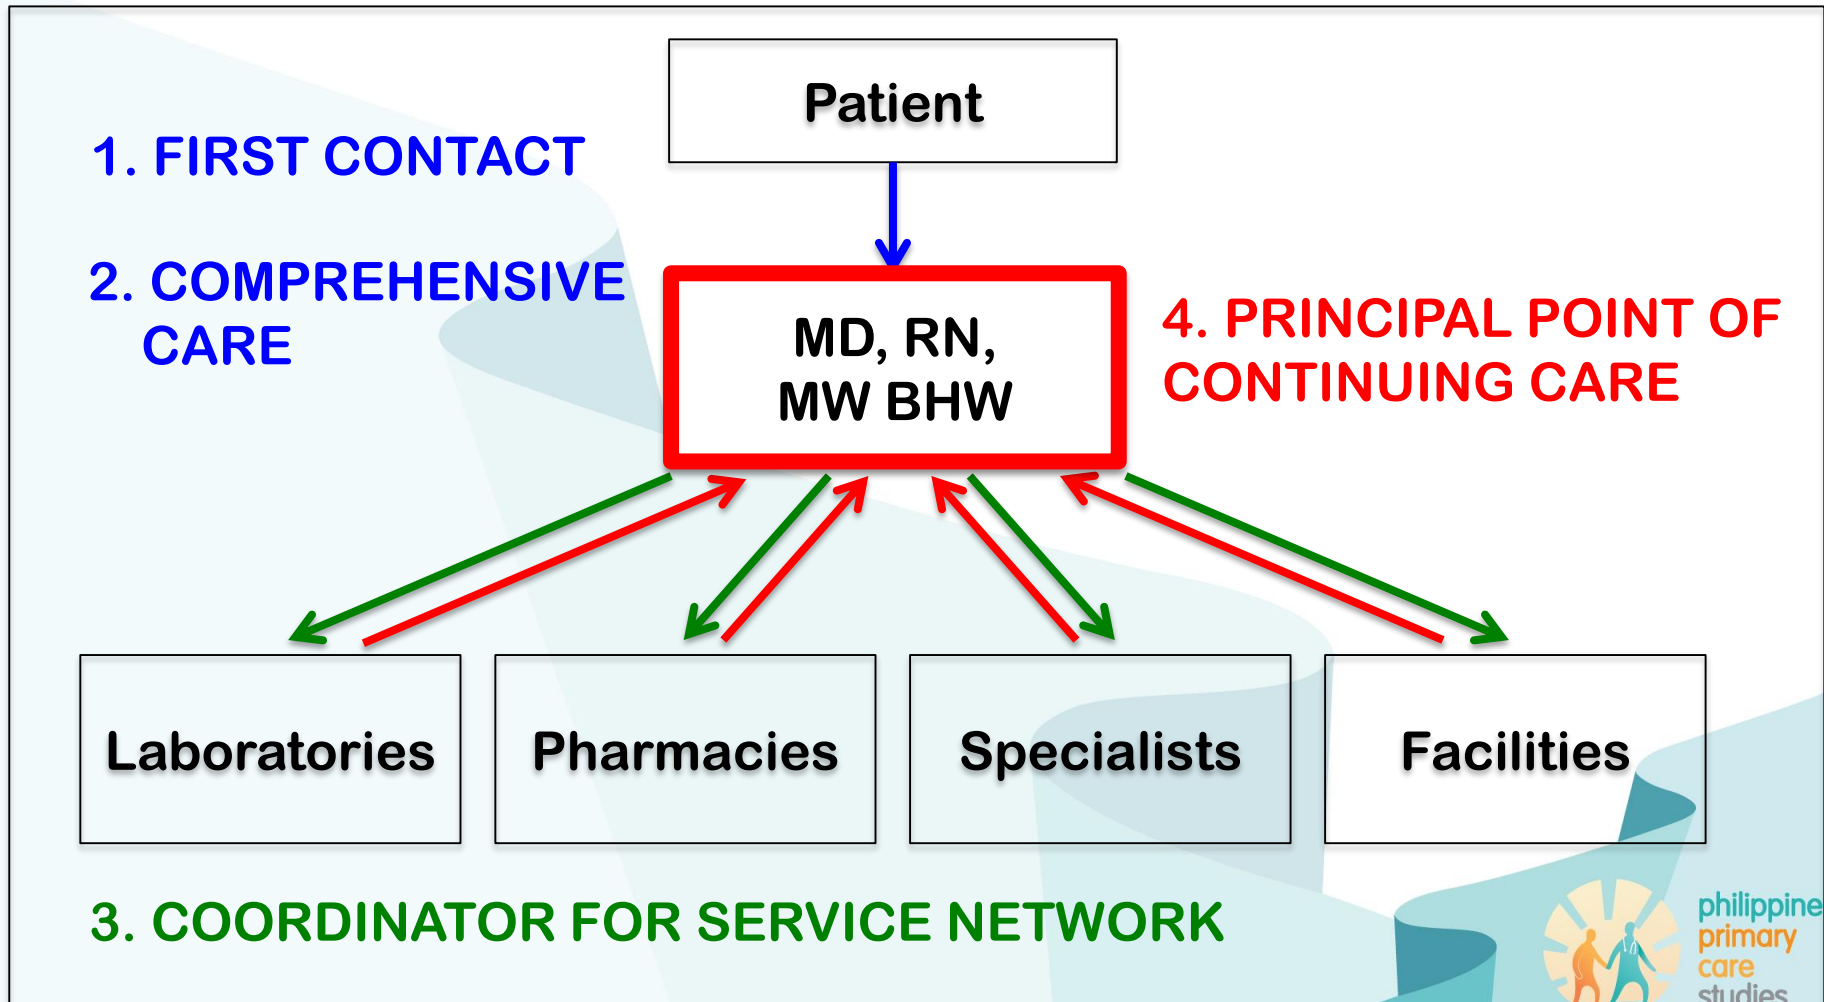 Patient
1. FIRST CONTACT
2. COMPREHENSIVE
CARE
MD, RN,
MW BHW
4. PRINCIPAL POINT OF
CONTINUING CARE
Laboratories
Pharmacies
Specialists
Facilities
3. COORDINATOR FOR SERVICE NETWORK
philippine
primary
care
studies